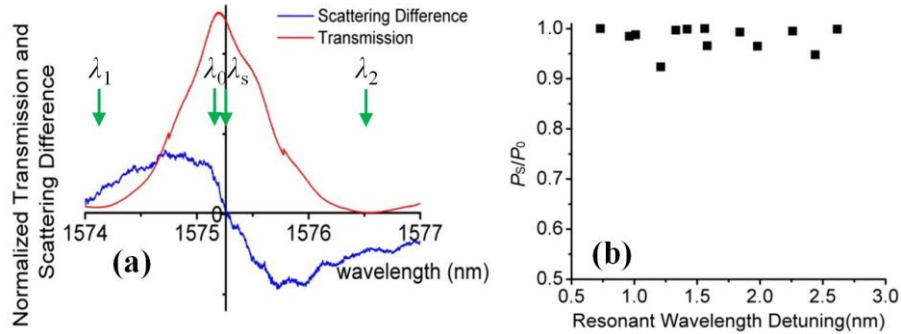 Normalized Transmission and
Scattering Difference
Scattering Difference
Transmission
λ1
λ0
λs
λ2
0
1574
1575
1576
1577
(a)
wavelength (nm)
PS/P0
1.0
0.9
0.8
0.7
0.6
0.5
(b)
0.5
1.0
1.5
2.0
2.5
3.0
Resonant Wavelength Detuning(nm)